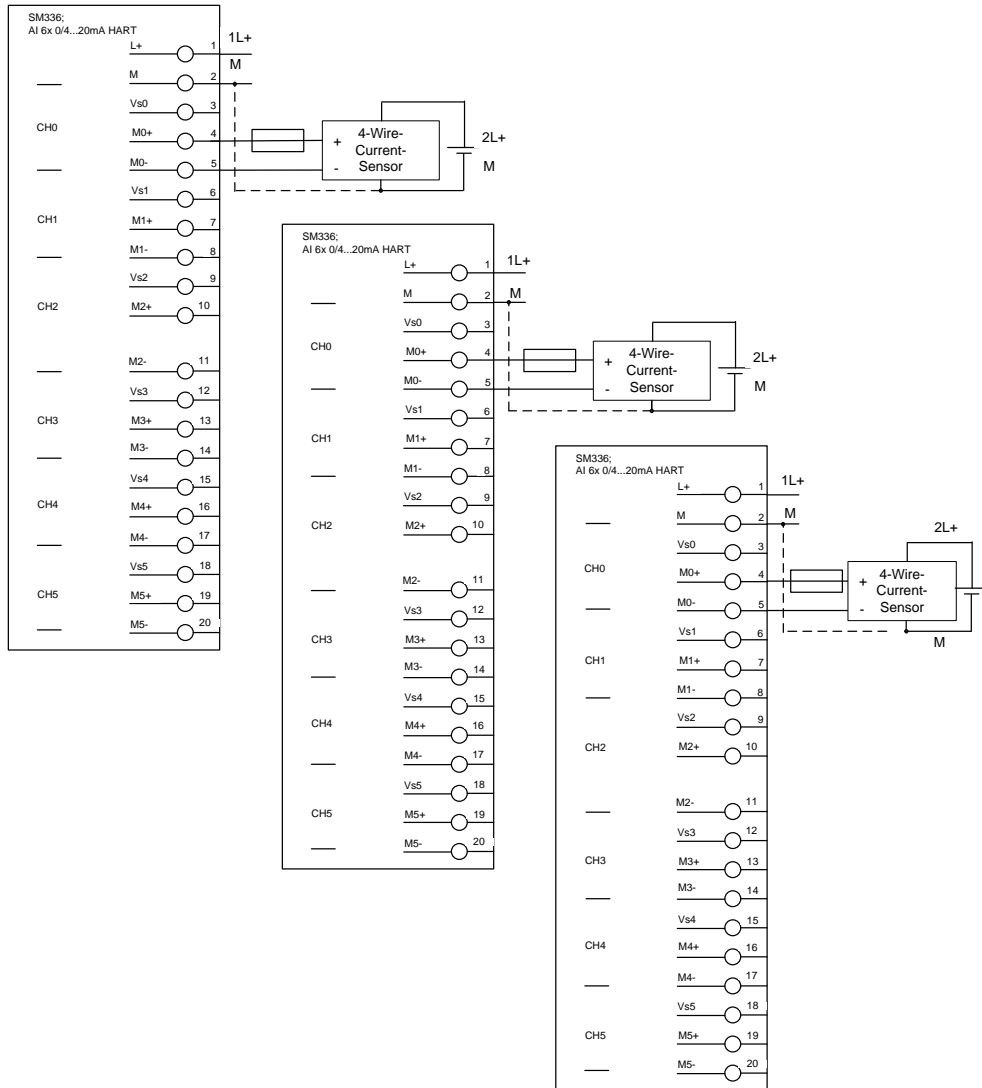 SM336;
AI 6x 0/4...20mA HART
L+ 1 1L+
M 2 M
Vs0 3
CH0 M0+ 4
M0- 5
Vs1 6
CH1 M1+ 7
M1- 8
Vs2 9
CH2 M2+ 10
M2- 11
Vs3 12
CH3 M3+ 13
M3- 14
Vs4 15
CH4 M4+ 16
M4- 17
Vs5 18
CH5 M5+ 19
M5- 20
+ 4-Wire-
Current-
- Sensor
2L+
M
SM336;
AI 6x 0/4...20mA HART
L+ 1 1L+
M 2 M
Vs0 3
CH0 M0+ 4
M0- 5
Vs1 6
CH1 M1+ 7
M1- 8
Vs2 9
CH2 M2+ 10
M2- 11
Vs3 12
CH3 M3+ 13
M3- 14
Vs4 15
CH4 M4+ 16
M4- 17
Vs5 18
CH5 M5+ 19
M5- 20
+ 4-Wire-
Current-
- Sensor
2L+
M
SM336;
AI 6x 0/4...20mA HART
L+ 1 1L+
M 2 M
Vs0 3
CH0 M0+ 4
M0- 5
Vs1 6
CH1 M1+ 7
M1- 8
Vs2 9
CH2 M2+ 10
M2- 11
Vs3 12
CH3 M3+ 13
M3- 14
Vs4 15
CH4 M4+ 16
M4- 17
Vs5 18
CH5 M5+ 19
M5- 20
2L+
+ 4-Wire-
Current-
- Sensor
M